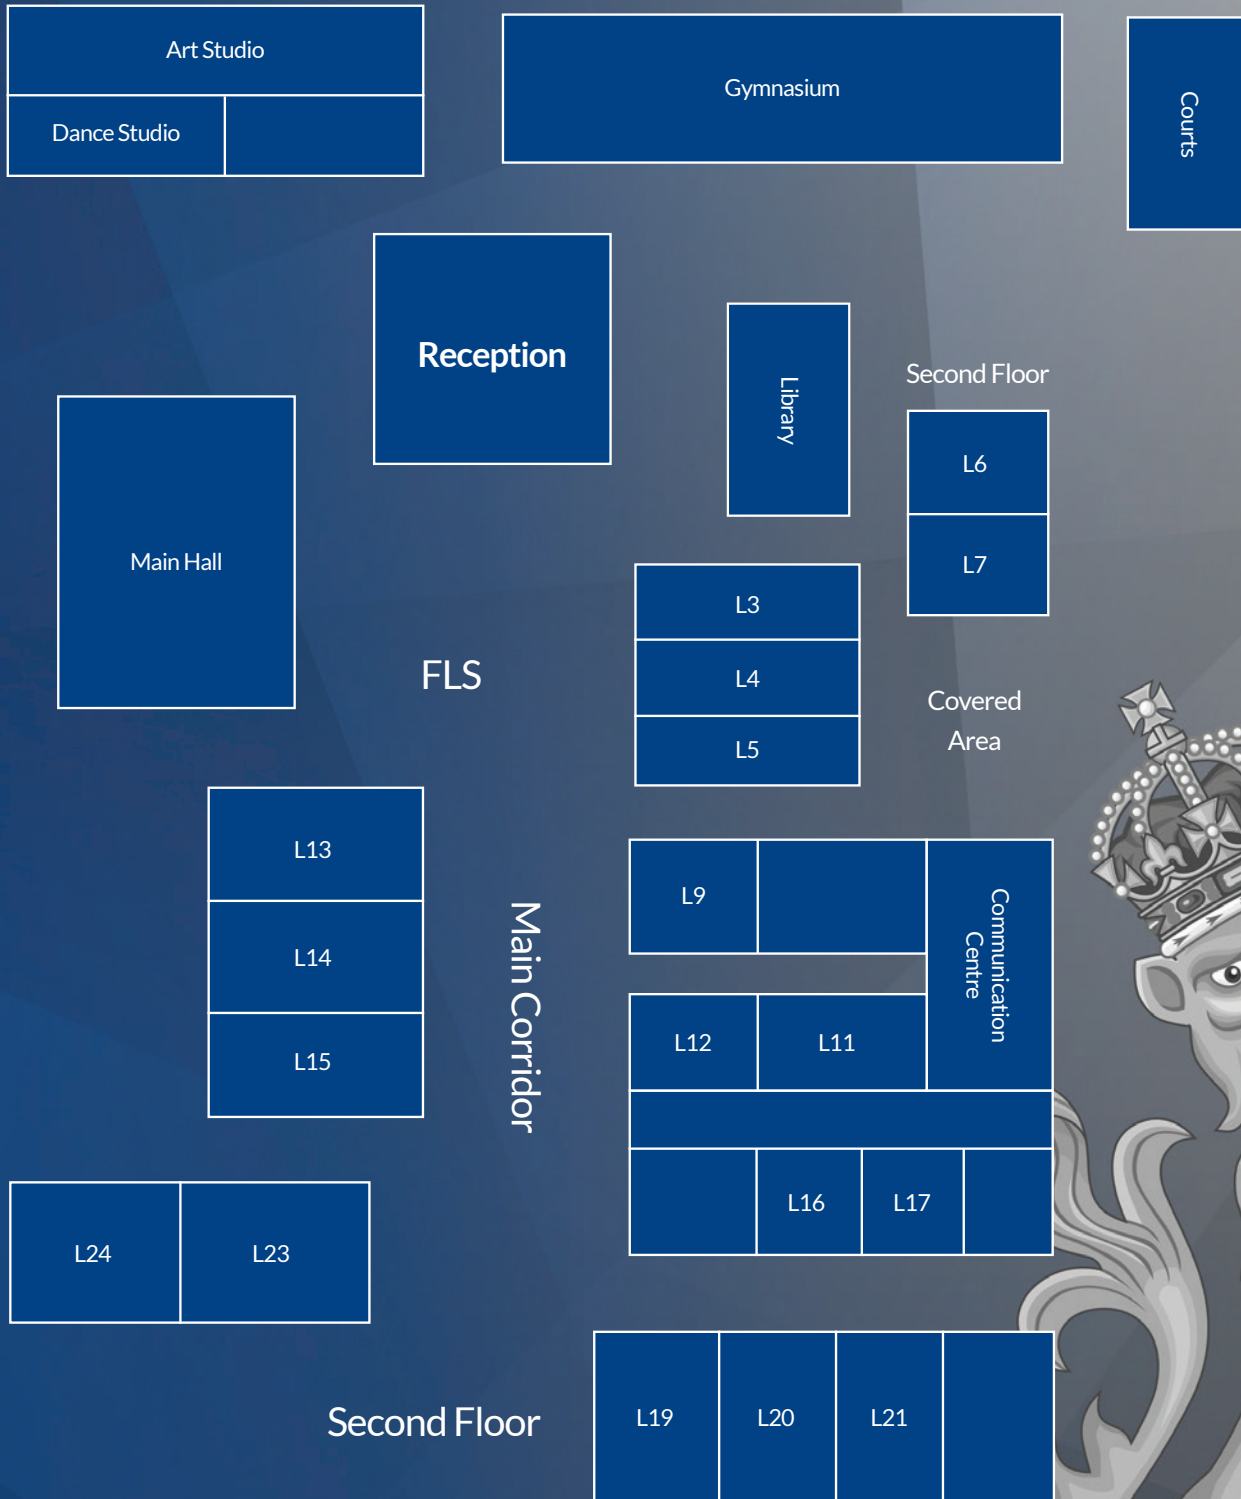 Art Studio
Gymnasium
Courts
Dance Studio
Reception
Library
Second Floor
L6
Main Hall
L7
L3
FLS
L4
Covered
Area
L5
L13
L9
Communication
Centre
Main Corridor
L14
L12
L11
L15
L16
L17
L24
L23
Second Floor
L19
L20
L21